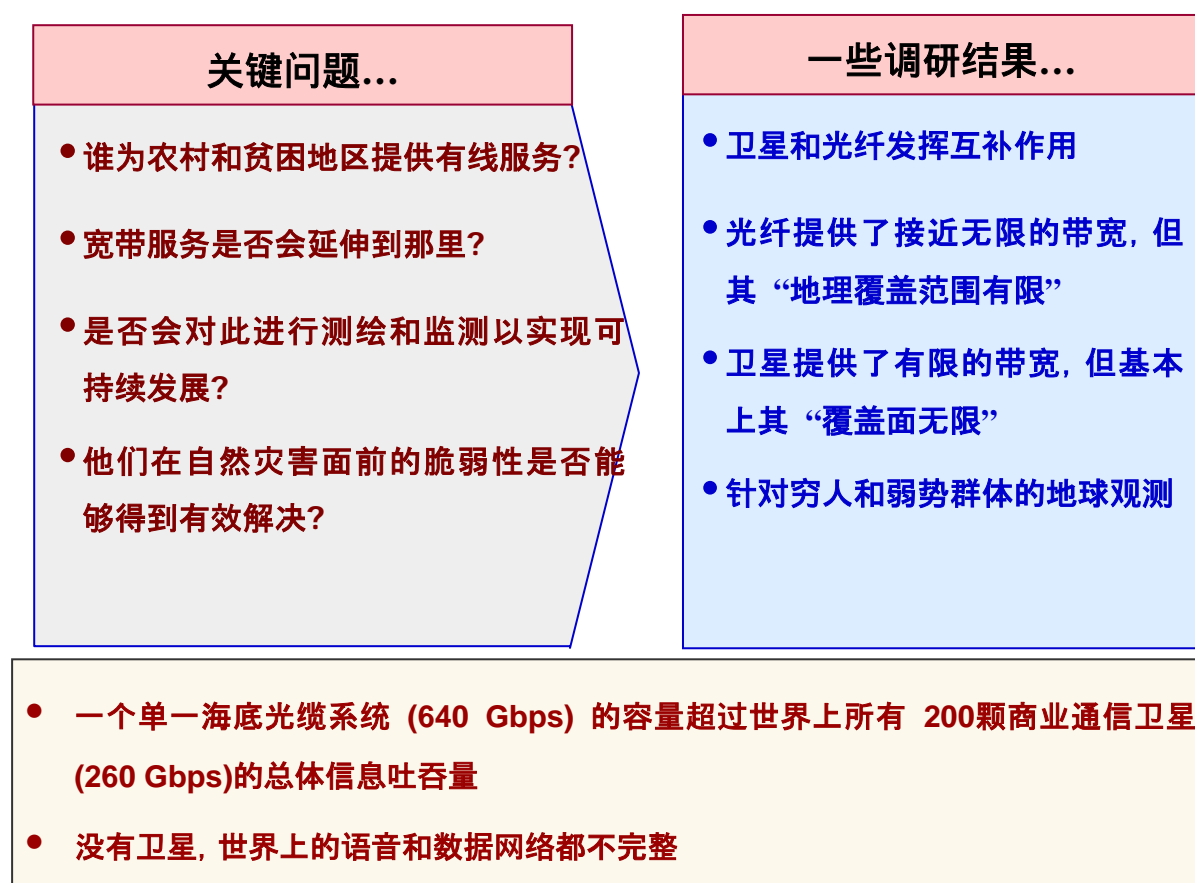 关键问题…
•谁为农村和贫困地区提供有线服务?
•宽带服务是否会延伸到那里?
•是否会对此进行测绘和监测以实现可
持续发展?
•他们在自然灾害面前的脆弱性是否能
够得到有效解决?
一些调研结果…
•卫星和光纤发挥互补作用
•光纤提供了接近无限的带宽, 但
其 “地理覆盖范围有限”
•卫星提供了有限的带宽, 但基本
上其 “覆盖面无限”
•针对穷人和弱势群体的地球观测
• 一个单一海底光缆系统 (640 Gbps) 的容量超过世界上所有 200颗商业通信卫星
(260 Gbps)的总体信息吐吞量
• 没有卫星, 世界上的语音和数据网络都不完整